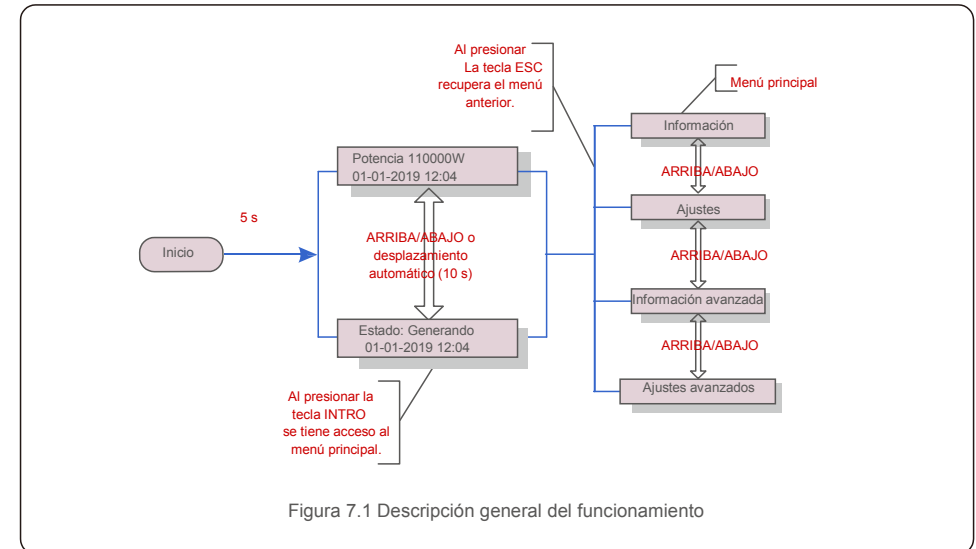 Al presionar
La tecla ESC
recupera el menú
anterior.
Menú principal
Información
ARRIBA/ABAJO
Potencia 110000W
01-01-2019 12:04
Ajustes
5 s
Inicio
ARRIBA/ABAJO o
desplazamiento
automático (10 s)
ARRIBA/ABAJO
Información avanzada
Estado: Generando
01-01-2019 12:04
ARRIBA/ABAJO
Ajustes avanzados
Al presionar la
tecla INTRO
se tiene acceso al
menú principal.
Figura 7.1 Descripción general del funcionamiento